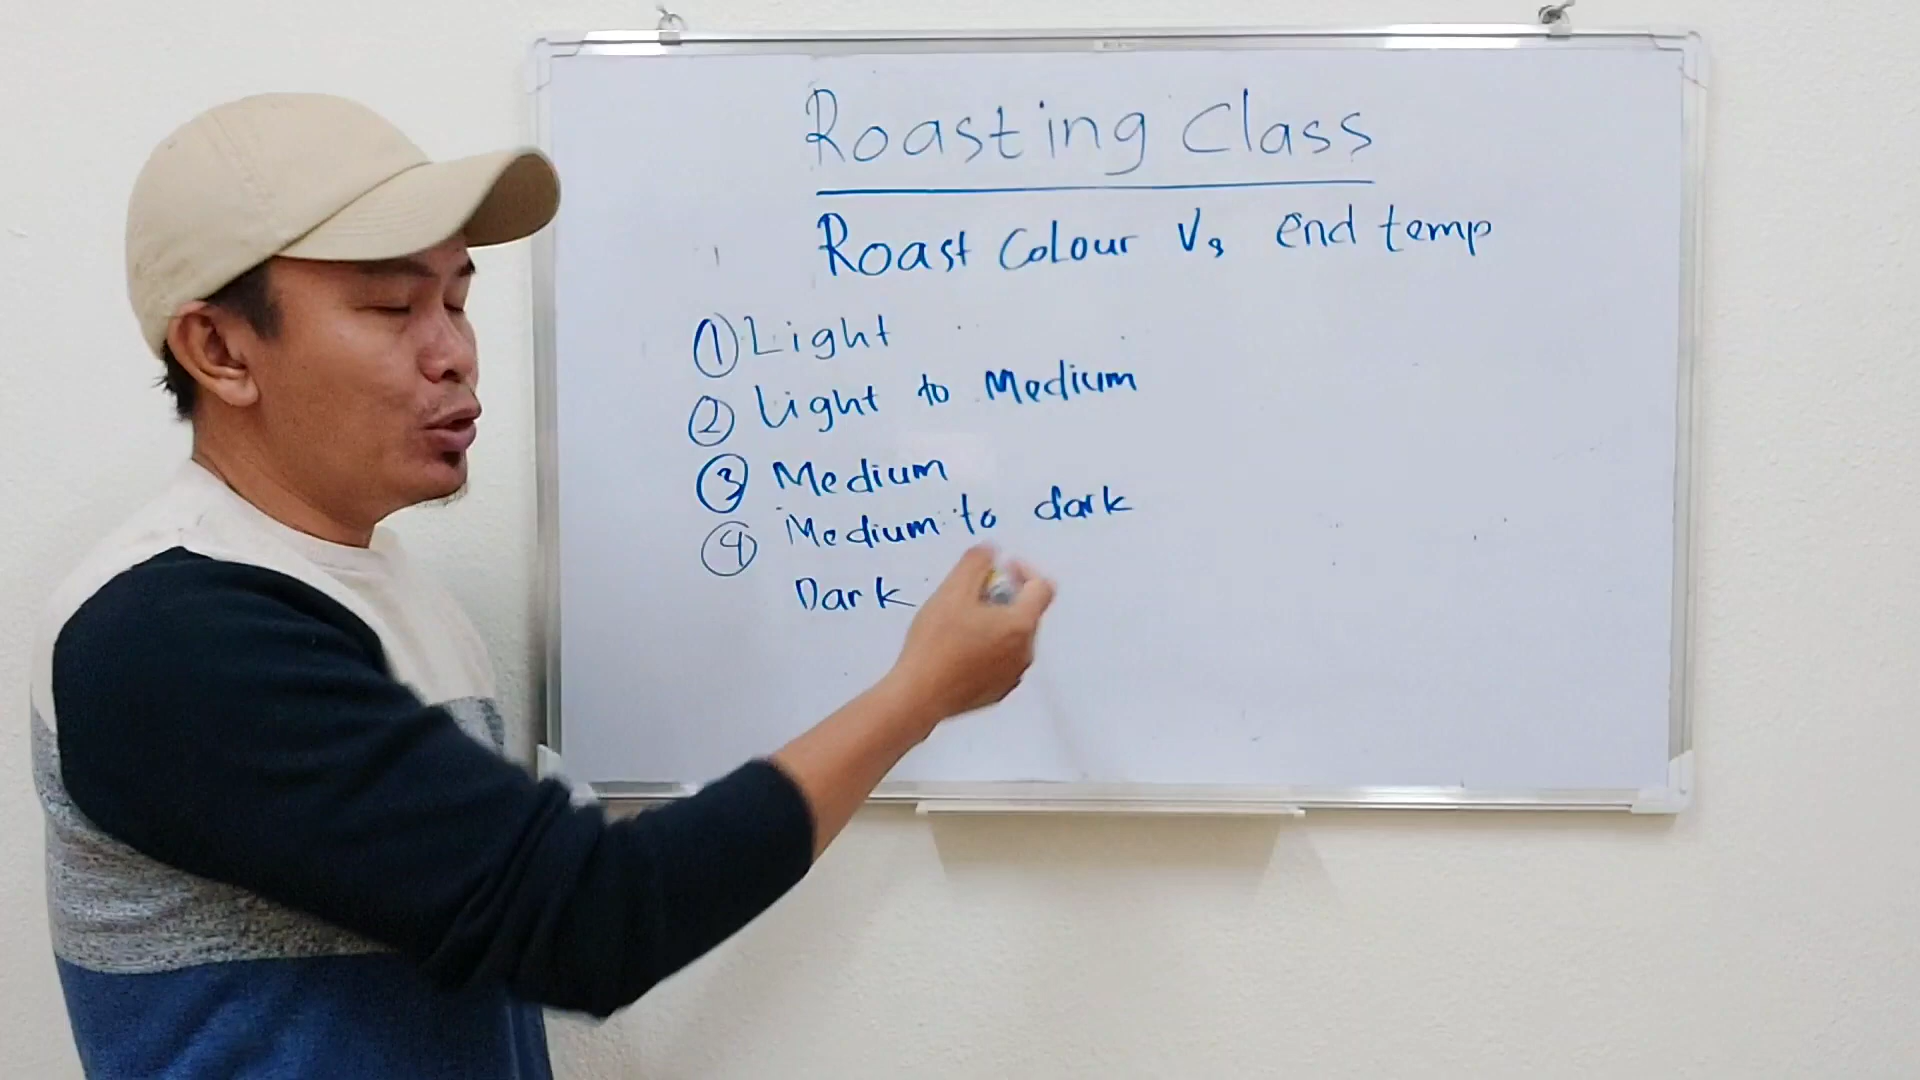 Roasting Class
Roast Colour Vs end temp
① Light
② Light to Medium
③ Medium
④ Medium to dark
Dark